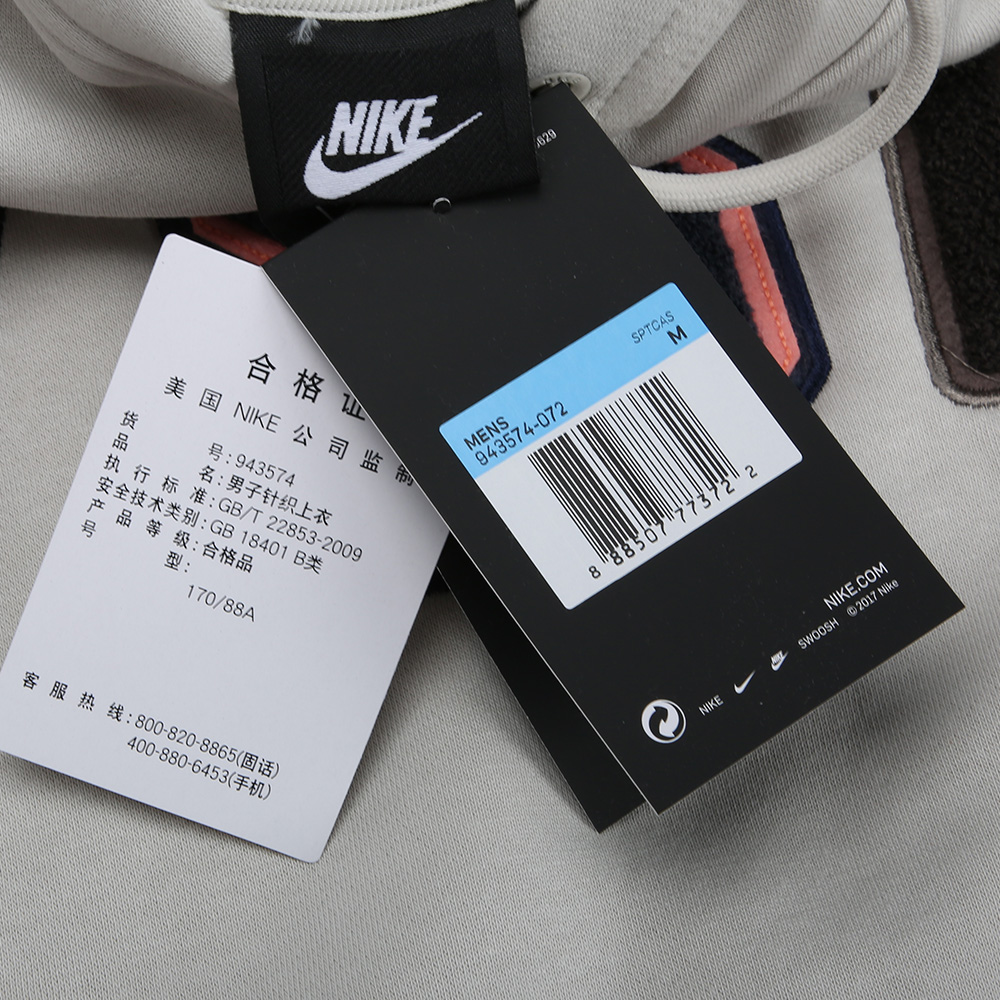 NIKE
629
合格证
美国 NIKE 公司监制
货号:943574
品名:男子针织上衣
执行标准:GB/T 22853-2009
安全技术类别:GB 18401 B类
产品等级:合格品
号型:
170/88A
客服热线:800-820-8865(固话)
400-880-6453(手机)
SPTCAS
M
MENS
943574-072
8 88507 77372 2
NIKE.COM
©2017 Nike
NIKE NIKE SWOOSH